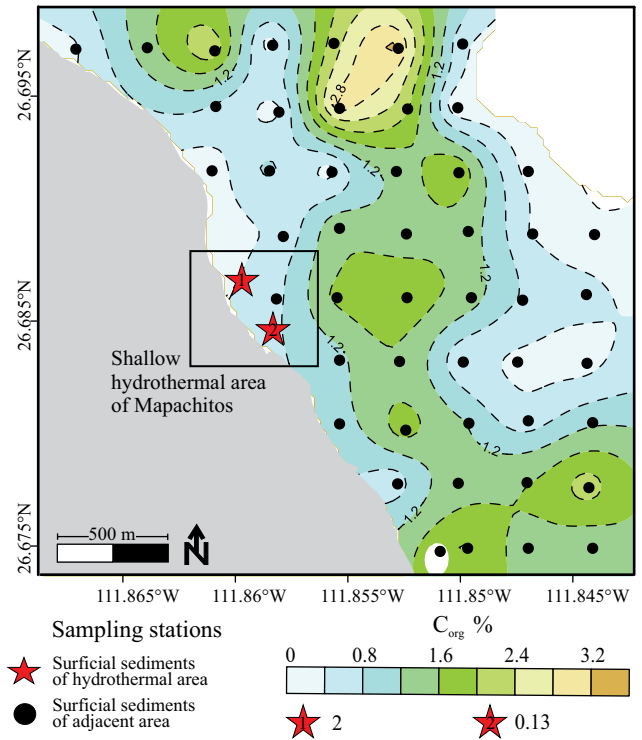 26.695°N
26.685°N
26.675°N
1.2
2.8
1.2
1.2
1.2
1.2
1.2
1.2
1
2
Shallow
hydrothermal area
of Mapachitos
500 m
N
111.865°W 111.86°W 111.855°W 111.85°W 111.845°W
Sampling stations
Surficial sediments
of hydrothermal area
Surficial sediments
of adjacent area
Corg %
0 0.8 1.6 2.4 3.2
1 2
2 0.13